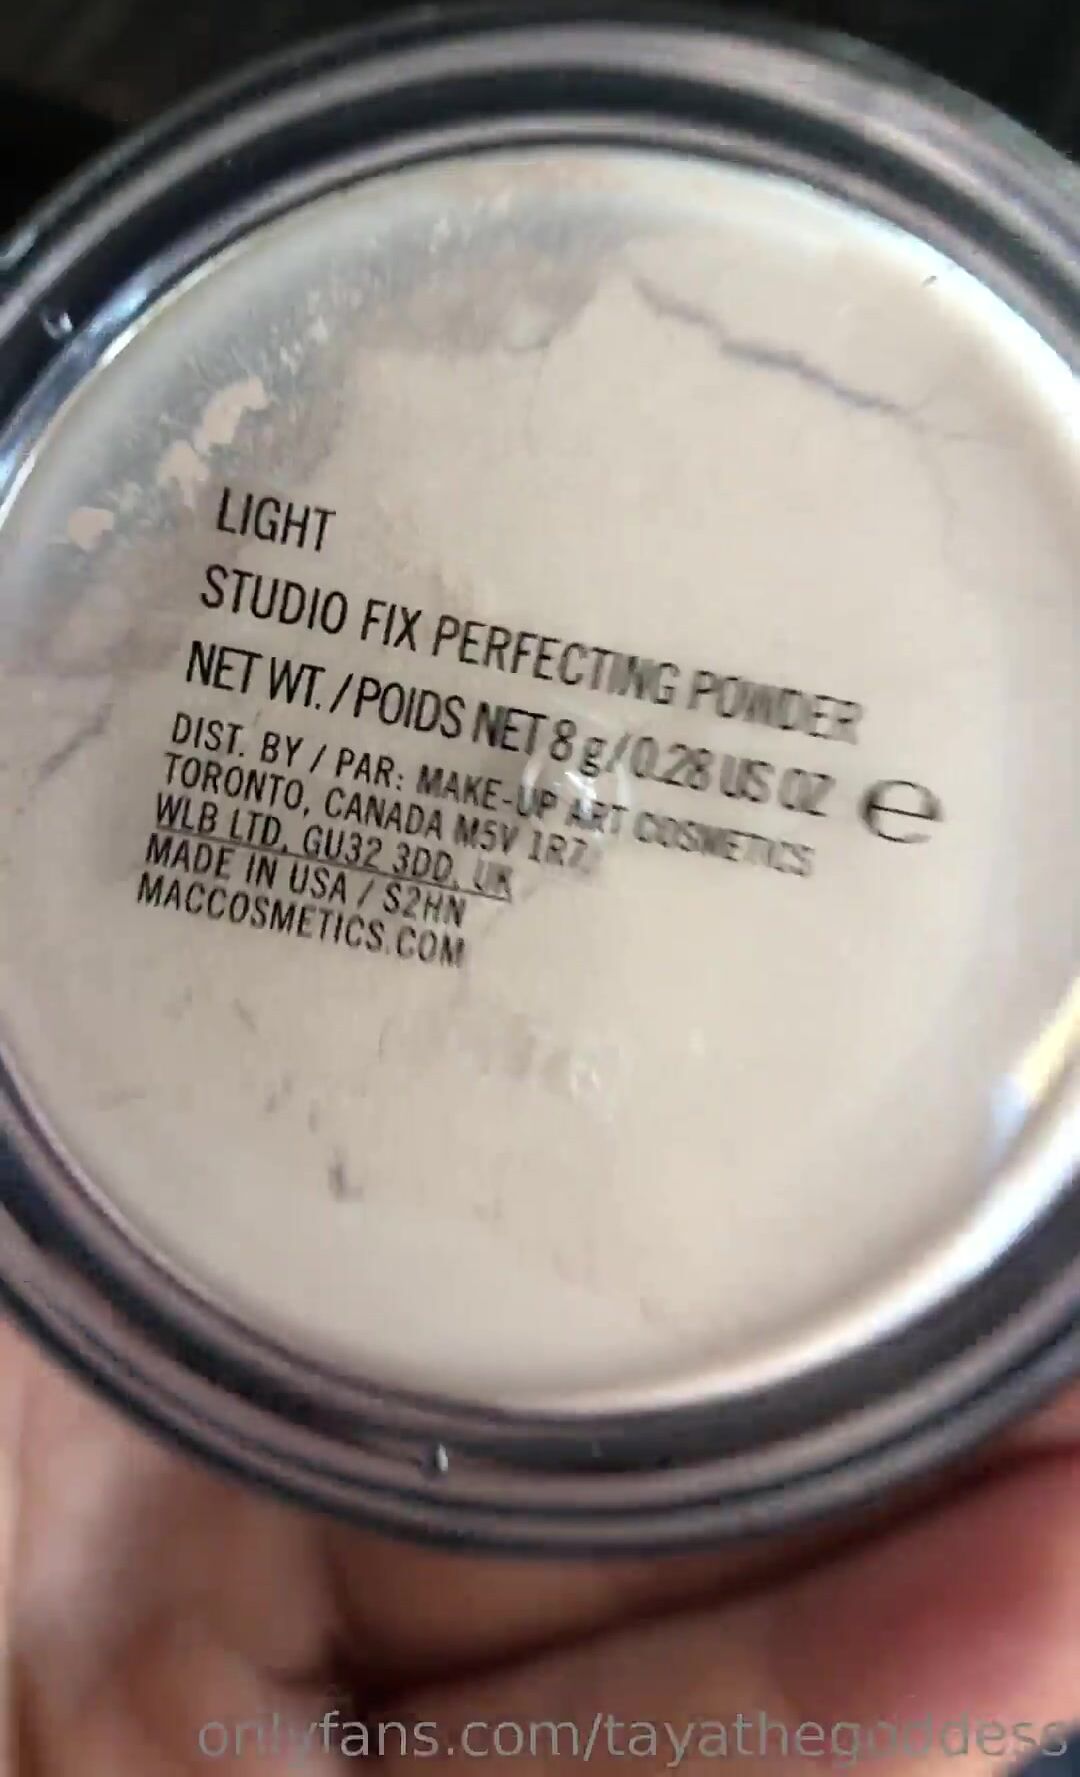 LIGHT
STUDIO FIX PERFECTING POWDER
NET WT. / POIDS NET 8 g/0.28 US OZ e
DIST. BY / PAR: MAKE-UP ART COSMETICS
TORONTO, CANADA M5V 1R7
WLB LTD, GU32 3DD, UK
MADE IN USA / S2HN
MACCOSMETICS.COM
onlyfans.com/tayathegoddess